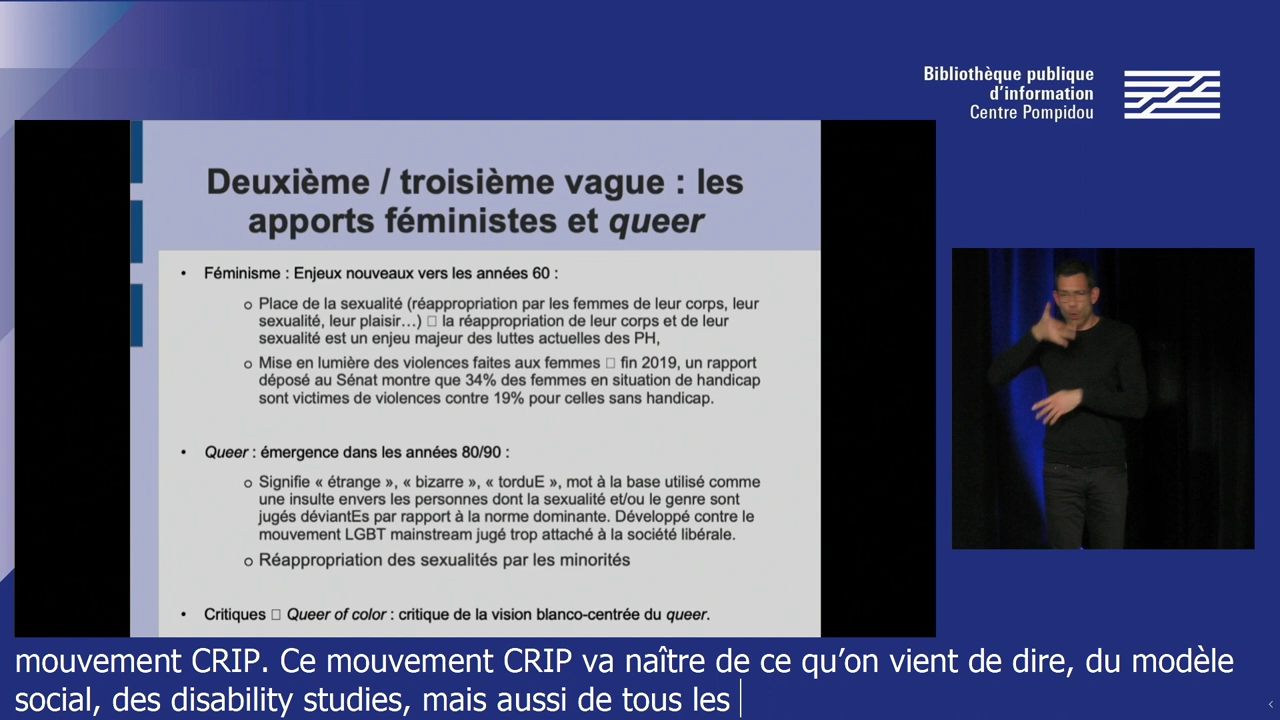 Bibliothèque publique
d'information
Centre Pompidou
Deuxième / troisième vague : les
apports féministes et queer
• Féminisme : Enjeux nouveaux vers les années 60 :
o Place de la sexualité (réappropriation par les femmes de leur corps, leur
sexualité, leur plaisir…) □ la réappropriation de leur corps et de leur
sexualité est un enjeu majeur des luttes actuelles des PH,
o Mise en lumière des violences faites aux femmes □ fin 2019, un rapport
déposé au Sénat montre que 34% des femmes en situation de handicap
sont victimes de violences contre 19% pour celles sans handicap.
• Queer : émergence dans les années 80/90 :
o Signifie « étrange », « bizarre », « torduE », mot à la base utilisé comme
une insulte envers les personnes dont la sexualité et/ou le genre sont
jugés déviantEs par rapport à la norme dominante. Développé contre le
mouvement LGBT mainstream jugé trop attaché à la société libérale.
o Réappropriation des sexualités par les minorités
• Critiques □ Queer of color : critique de la vision blanco-centrée du queer.
mouvement CRIP. Ce mouvement CRIP va naître de ce qu'on vient de dire, du modèle
social, des disability studies, mais aussi de tous les